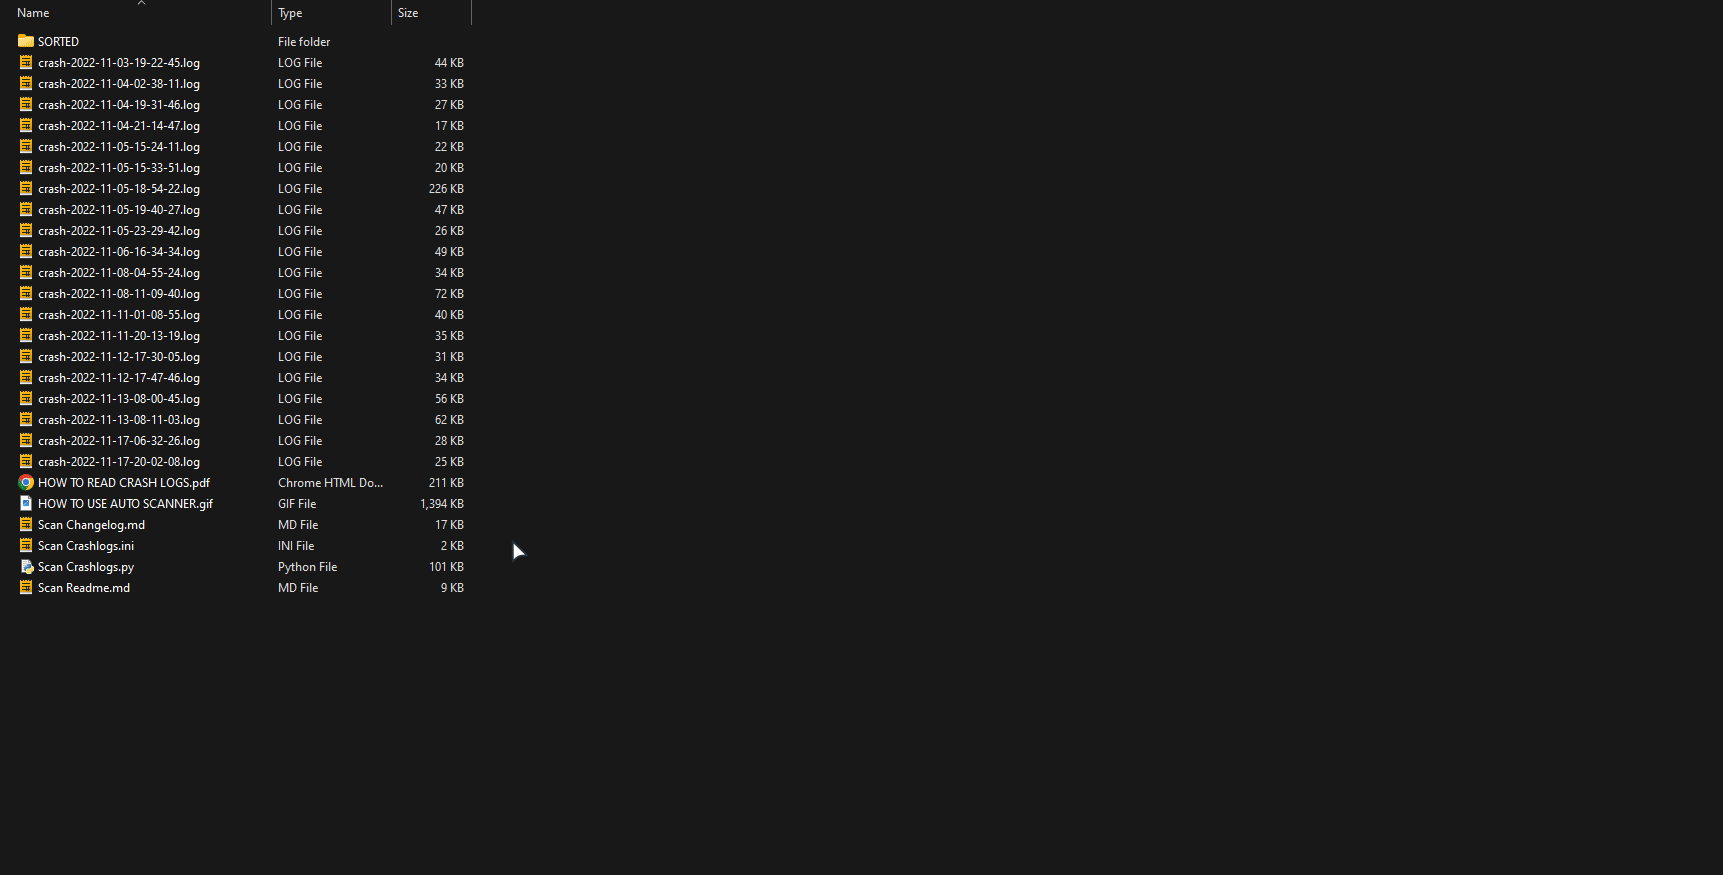 Name Type Size
SORTED File folder
crash-2022-11-03-19-22-45.log LOG File 44 KB
crash-2022-11-04-02-38-11.log LOG File 33 KB
crash-2022-11-04-19-31-46.log LOG File 27 KB
crash-2022-11-04-21-14-47.log LOG File 17 KB
crash-2022-11-05-15-24-11.log LOG File 22 KB
crash-2022-11-05-15-33-51.log LOG File 20 KB
crash-2022-11-05-18-54-22.log LOG File 226 KB
crash-2022-11-05-19-40-27.log LOG File 47 KB
crash-2022-11-05-23-29-42.log LOG File 26 KB
crash-2022-11-06-16-34-34.log LOG File 49 KB
crash-2022-11-08-04-55-24.log LOG File 34 KB
crash-2022-11-08-11-09-40.log LOG File 72 KB
crash-2022-11-11-01-08-55.log LOG File 40 KB
crash-2022-11-11-20-13-19.log LOG File 35 KB
crash-2022-11-12-17-30-05.log LOG File 31 KB
crash-2022-11-12-17-47-46.log LOG File 34 KB
crash-2022-11-13-08-00-45.log LOG File 56 KB
crash-2022-11-13-08-11-03.log LOG File 62 KB
crash-2022-11-17-06-32-26.log LOG File 28 KB
crash-2022-11-17-20-02-08.log LOG File 25 KB
HOW TO READ CRASH LOGS.pdf Chrome HTML Do... 211 KB
HOW TO USE AUTO SCANNER.gif GIF File 1,394 KB
Scan Changelog.md MD File 17 KB
Scan Crashlogs.ini INI File 2 KB
Scan Crashlogs.py Python File 101 KB
Scan Readme.md MD File 9 KB